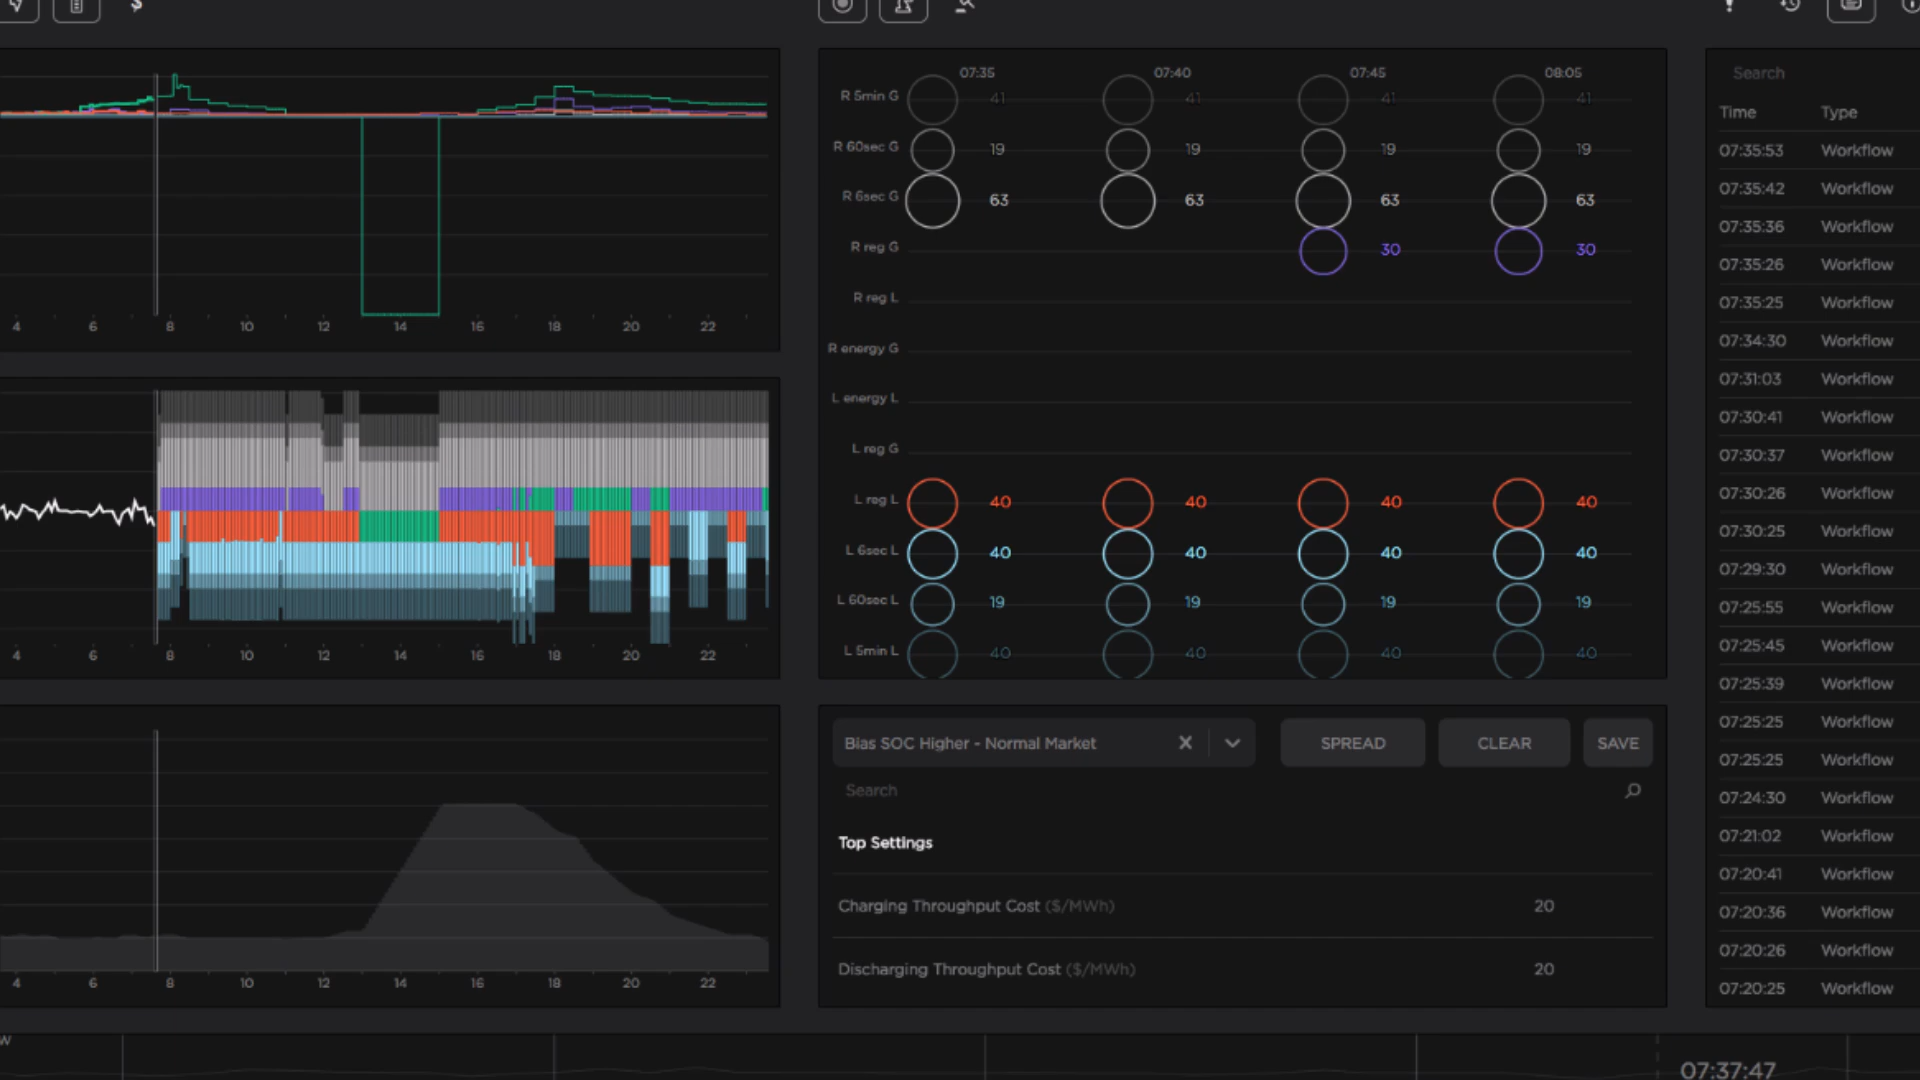 $
4 6 8 10 12 14 16 18 20 22
4 6 8 10 12 14 16 18 20 22
4 6 8 10 12 14 16 18 20 22
07:35 07:40 07:45 08:05
R 5min G 41 41 41 41
R 60sec G 19 19 19 19
R 6sec G 63 63 63 63
R reg G 30 30
R reg L
R energy G
L energy L
L reg G
L reg L 40 40 40 40
L 6sec L 40 40 40 40
L 60sec L 19 19 19 19
L 5min L 40 40 40 40
Bias SOC Higher - Normal Market
SPREAD
CLEAR
SAVE
Search
Top Settings
Charging Throughput Cost ($/MWh) 20
Discharging Throughput Cost ($/MWh) 20
Search
Time Type
07:35:53 Workflow
07:35:42 Workflow
07:35:36 Workflow
07:35:26 Workflow
07:35:25 Workflow
07:34:30 Workflow
07:31:03 Workflow
07:30:41 Workflow
07:30:37 Workflow
07:30:26 Workflow
07:30:25 Workflow
07:29:30 Workflow
07:25:55 Workflow
07:25:45 Workflow
07:25:39 Workflow
07:25:25 Workflow
07:25:25 Workflow
07:24:30 Workflow
07:21:02 Workflow
07:20:41 Workflow
07:20:36 Workflow
07:20:26 Workflow
07:20:25 Workflow
07:37:47